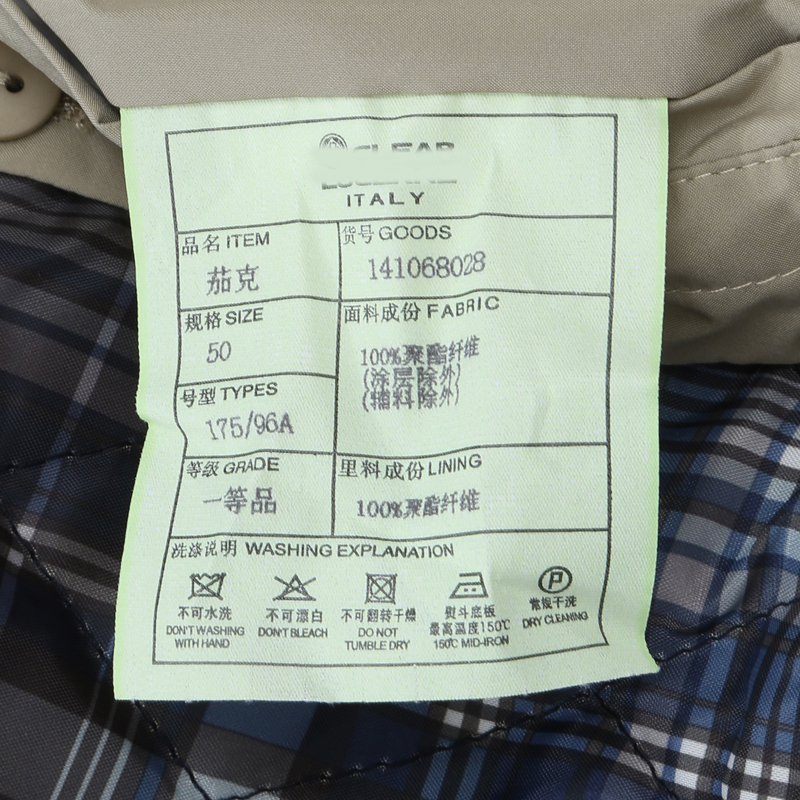 ITALY
品名 ITEM
茄克
货号 GOODS
141068028
规格 SIZE
50
面料成份 FABRIC
100%聚酯纤维
(涂层除外)
(辅料除外)
号型 TYPES
175/96A
等级 GRADE
一等品
里料成份 LINING
100%聚酯纤维
洗涤说明 WASHING EXPLANATION
不可水洗
DON'T WASHING
WITH HAND
不可漂白
DON'T BLEACH
不可翻转干燥
DO NOT
TUMBLE DRY
熨斗底板
最高温度150℃
150℃ MID-IRON
P
常规干洗
DRY CLEANING